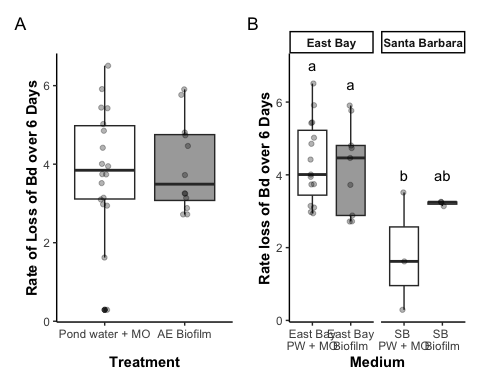 A
Rate of Loss of Bd over 6 Days
6
4
2
0
Pond water + MO
AE Biofilm
Treatment
B
East Bay
Santa Barbara
a
a
b
ab
Rate loss of Bd over 6 Days
6
4
2
0
East Bay
PW + MO
East Bay
Biofilm
SB
PW + MO
SB
Biofilm
Medium